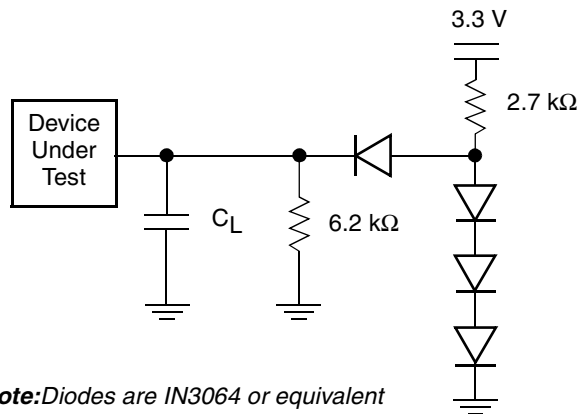 3.3 V
2.7 kΩ
Device
Under
Test
CL
6.2 kΩ
ote:Diodes are IN3064 or equivalent